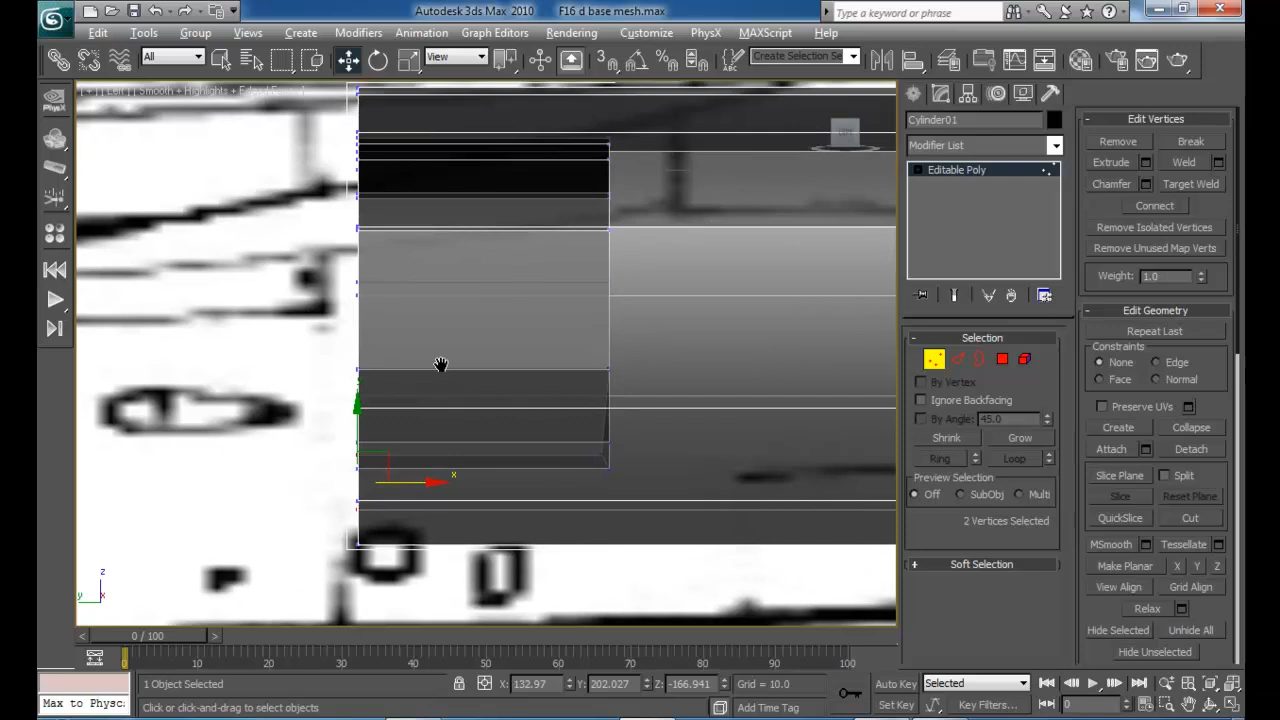 Autodesk 3ds Max 2010 F16 d base mesh.max
Type a keyword or phrase
Edit Tools Group Views Create Modifiers Animation Graph Editors Rendering Customize PhysX MAXScript Help
All
View
Create Selection Se
PhysX
x
z
y
x
Cylinder01
Modifier List
Editable Poly
Selection
By Vertex
Ignore Backfacing
By Angle: 45.0
Shrink Grow
Ring Loop
Preview Selection
Off SubObj Multi
2 Vertices Selected
Soft Selection
Edit Vertices
Remove Break
Extrude Weld
Chamfer Target Weld
Connect
Remove Isolated Vertices
Remove Unused Map Verts
Weight: 1.0
Edit Geometry
Repeat Last
Constraints
None Edge
Face Normal
Preserve UVs
Create Collapse
Attach Detach
Slice Plane Split
Slice Reset Plane
QuickSlice Cut
MSmooth Tessellate
Make Planar X Y Z
View Align Grid Align
Relax
Hide Selected Unhide All
Hide Unselected
0 / 100
0 10 20 30 40 50 60 70 80 90 100
1 Object Selected X: 132.97 Y: 202.027 Z: -166.941 Grid = 10.0 Auto Key Selected
Max to Physc Click or click-and-drag to select objects Add Time Tag Set Key Key Filters... 0